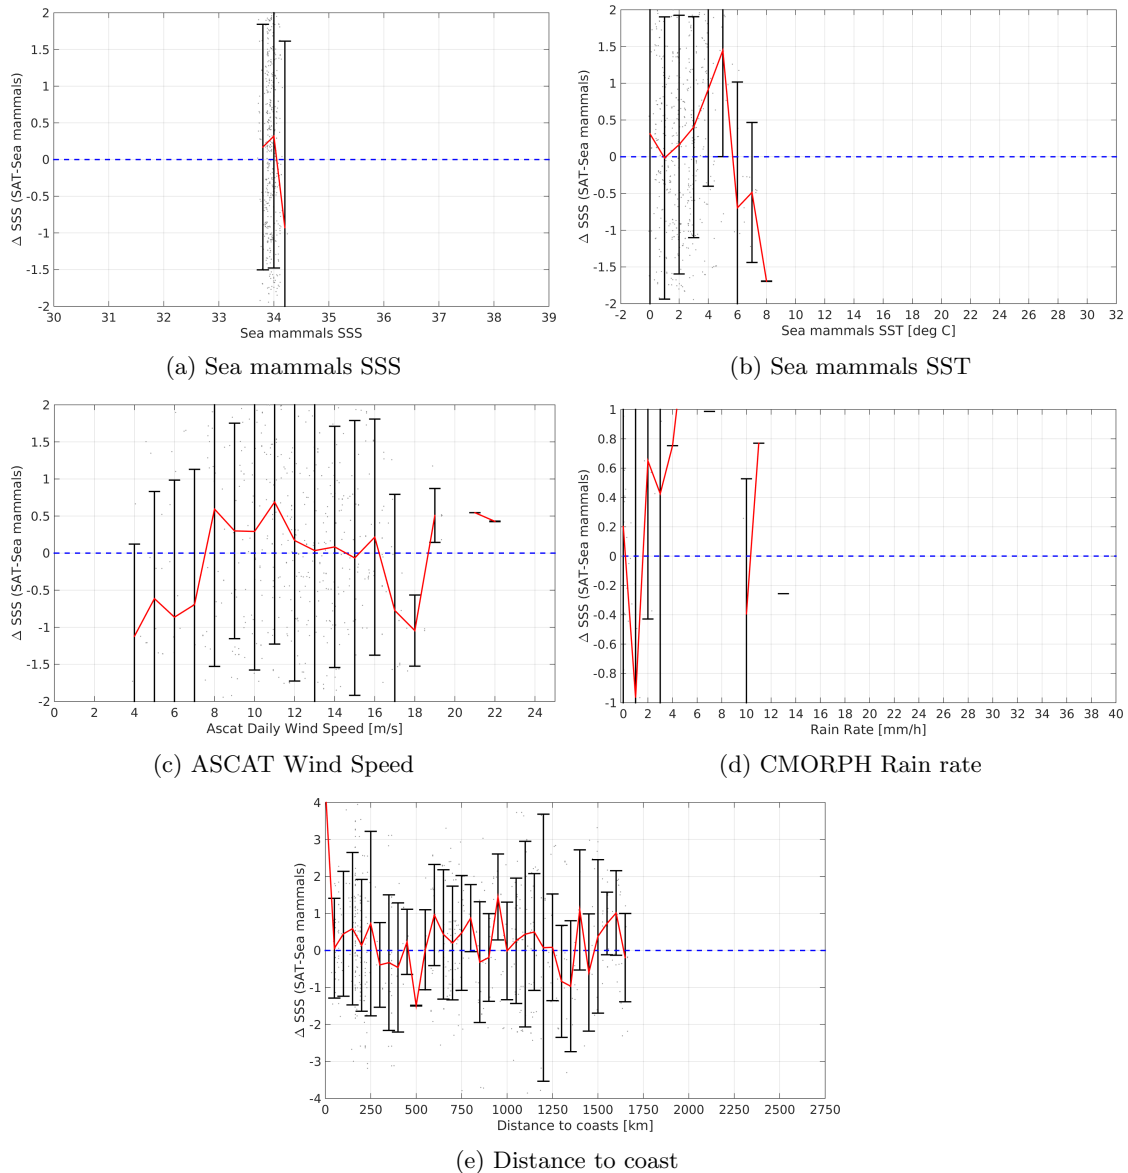 2
1.5
1
0.5
0
-0.5
-1
-1.5
-2
Δ SSS (SAT-Sea mammals)
30 31 32 33 34 35 36 37 38 39
Sea mammals SSS
(a) Sea mammals SSS
2
1.5
1
0.5
0
-0.5
-1
-1.5
-2
Δ SSS (SAT-Sea mammals)
-2 0 2 4 6 8 10 12 14 16 18 20 22 24 26 28 30 32
Sea mammals SST [deg C]
(b) Sea mammals SST
2
1.5
1
0.5
0
-0.5
-1
-1.5
-2
Δ SSS (SAT-Sea mammals)
0 2 4 6 8 10 12 14 16 18 20 22 24
Ascat Daily Wind Speed [m/s]
(c) ASCAT Wind Speed
1
0.8
0.6
0.4
0.2
0
-0.2
-0.4
-0.6
-0.8
-1
Δ SSS (SAT-Sea mammals)
0 2 4 6 8 10 12 14 16 18 20 22 24 26 28 30 32 34 36 38 40
Rain Rate [mm/h]
(d) CMORPH Rain rate
4
3
2
1
0
-1
-2
-3
-4
Δ SSS (SAT-Sea mammals)
0 250 500 750 1000 1250 1500 1750 2000 2250 2500 2750
Distance to coasts [km]
(e) Distance to coast